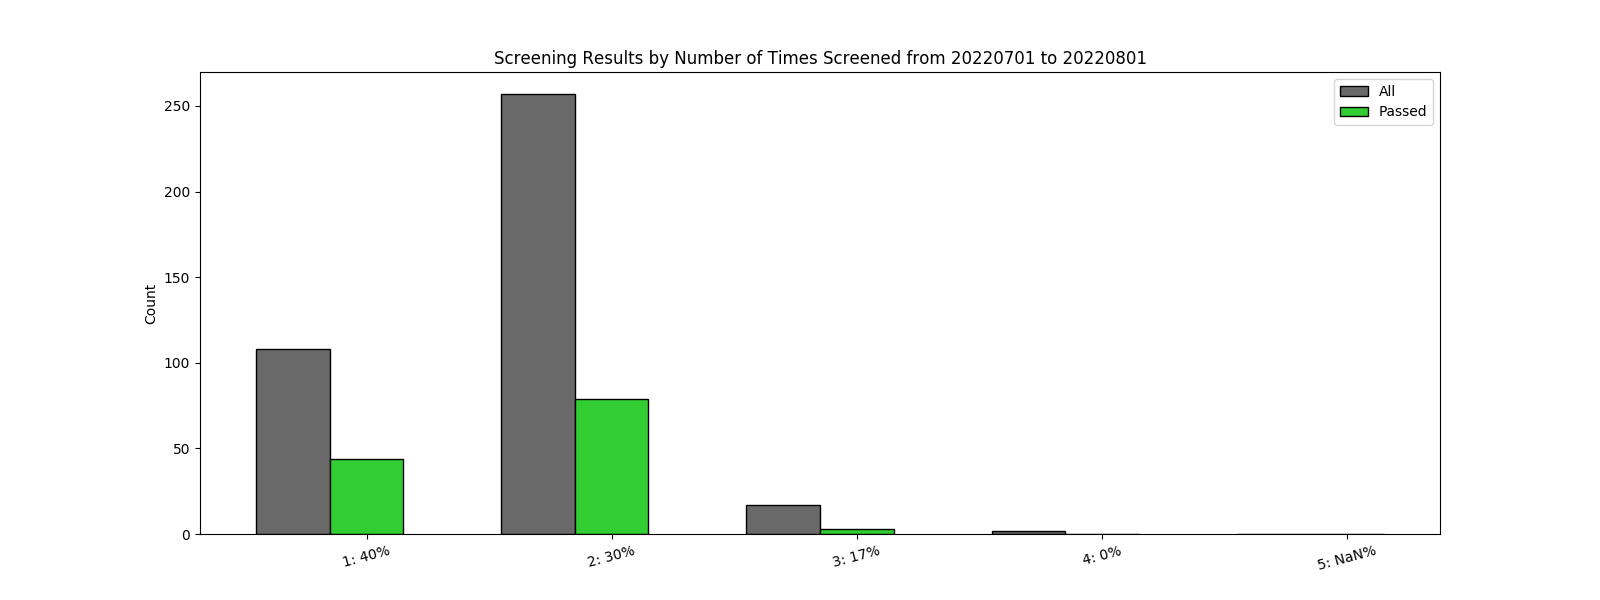 Screening Results by Number of Times Screened from 20220701 to 20220801
All
Passed
250
200
150
100
50
0
Count
1: 40%
2: 30%
3: 17%
4: 0%
5: NaN%